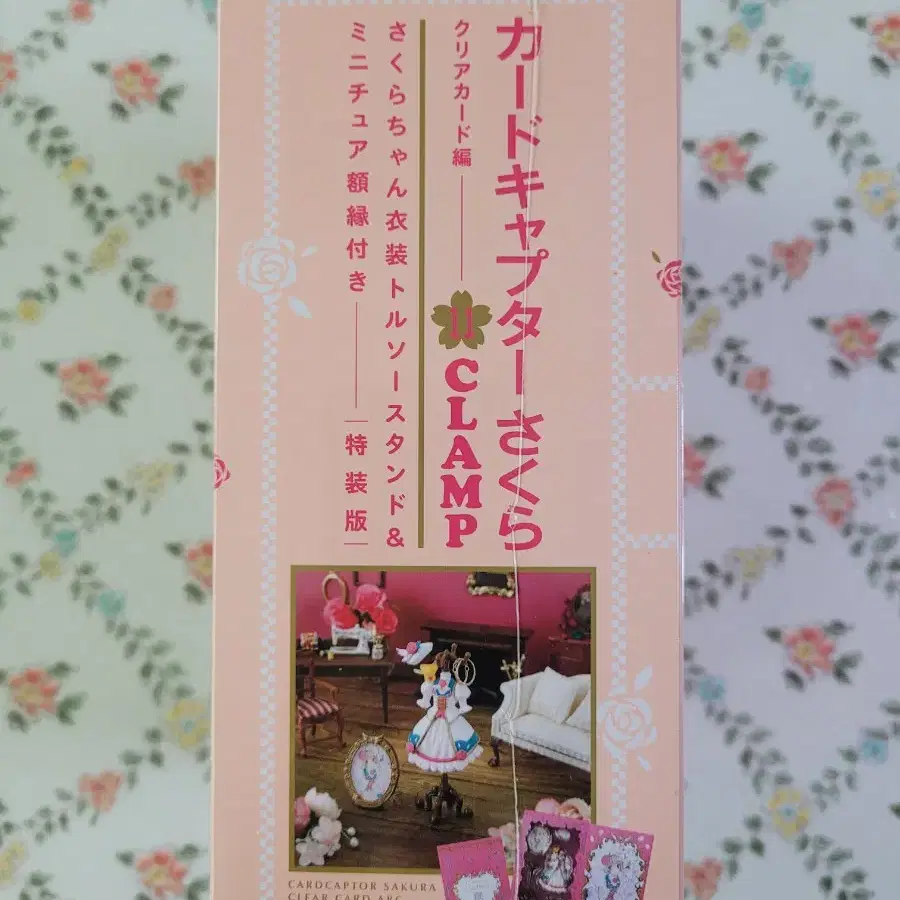 カードキャプターさくら
クリアカード編
11
CLAMP
さくらちゃん衣装トルソースタンド&
ミニチュア額縁付き
特装版
CARDCAPTOR SAKURA
CLEAR CARD ARC